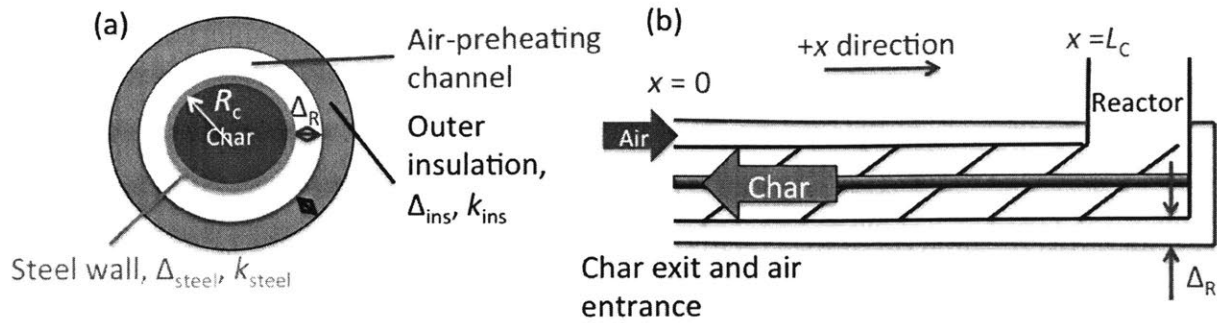 (a)
Air-preheating
channel
R_c
Δ_R
Char
Outer
insulation,
Δ_ins, k_ins
Steel wall, Δ_steel, k_steel
(b)
+x direction
x =L_C
x = 0
Reactor
Air
Char
Char exit and air
entrance
Δ_R